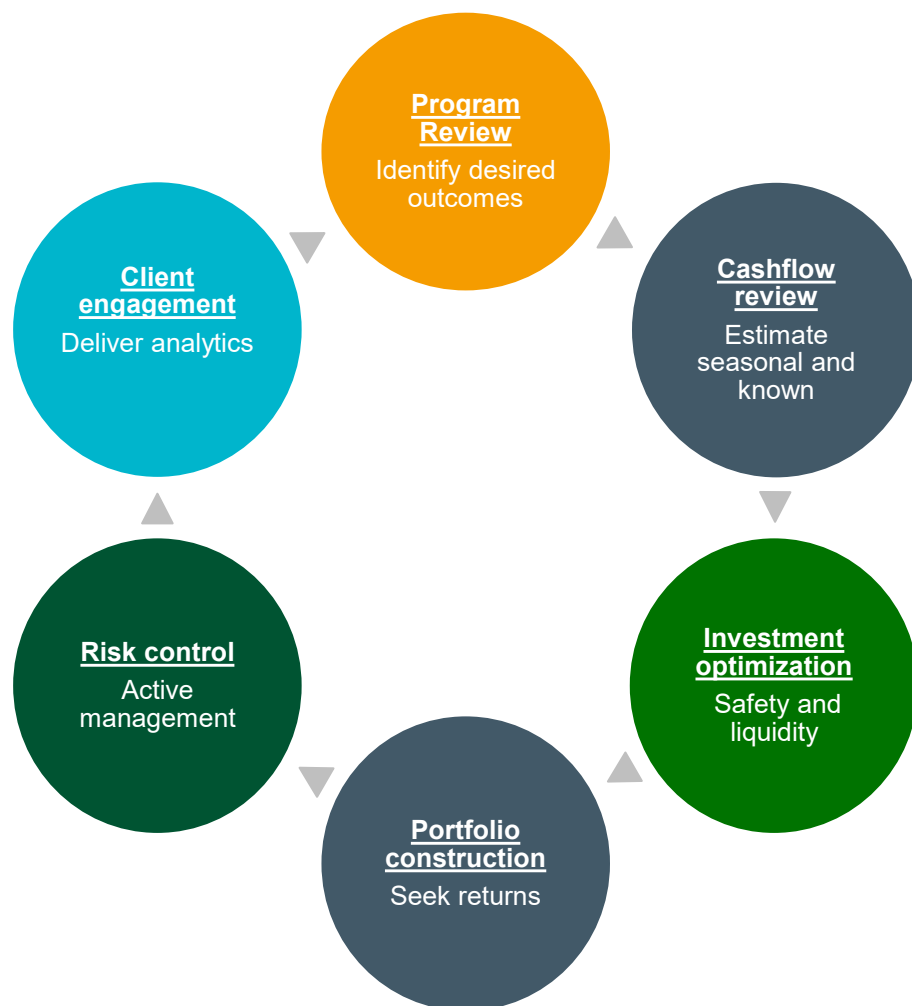 Program
Review
Identify desired
outcomes
Cashflow
review
Estimate
seasonal and
known
Investment
optimization
Safety and
liquidity
Portfolio
construction
Seek returns
Risk control
Active
management
Client
engagement
Deliver analytics